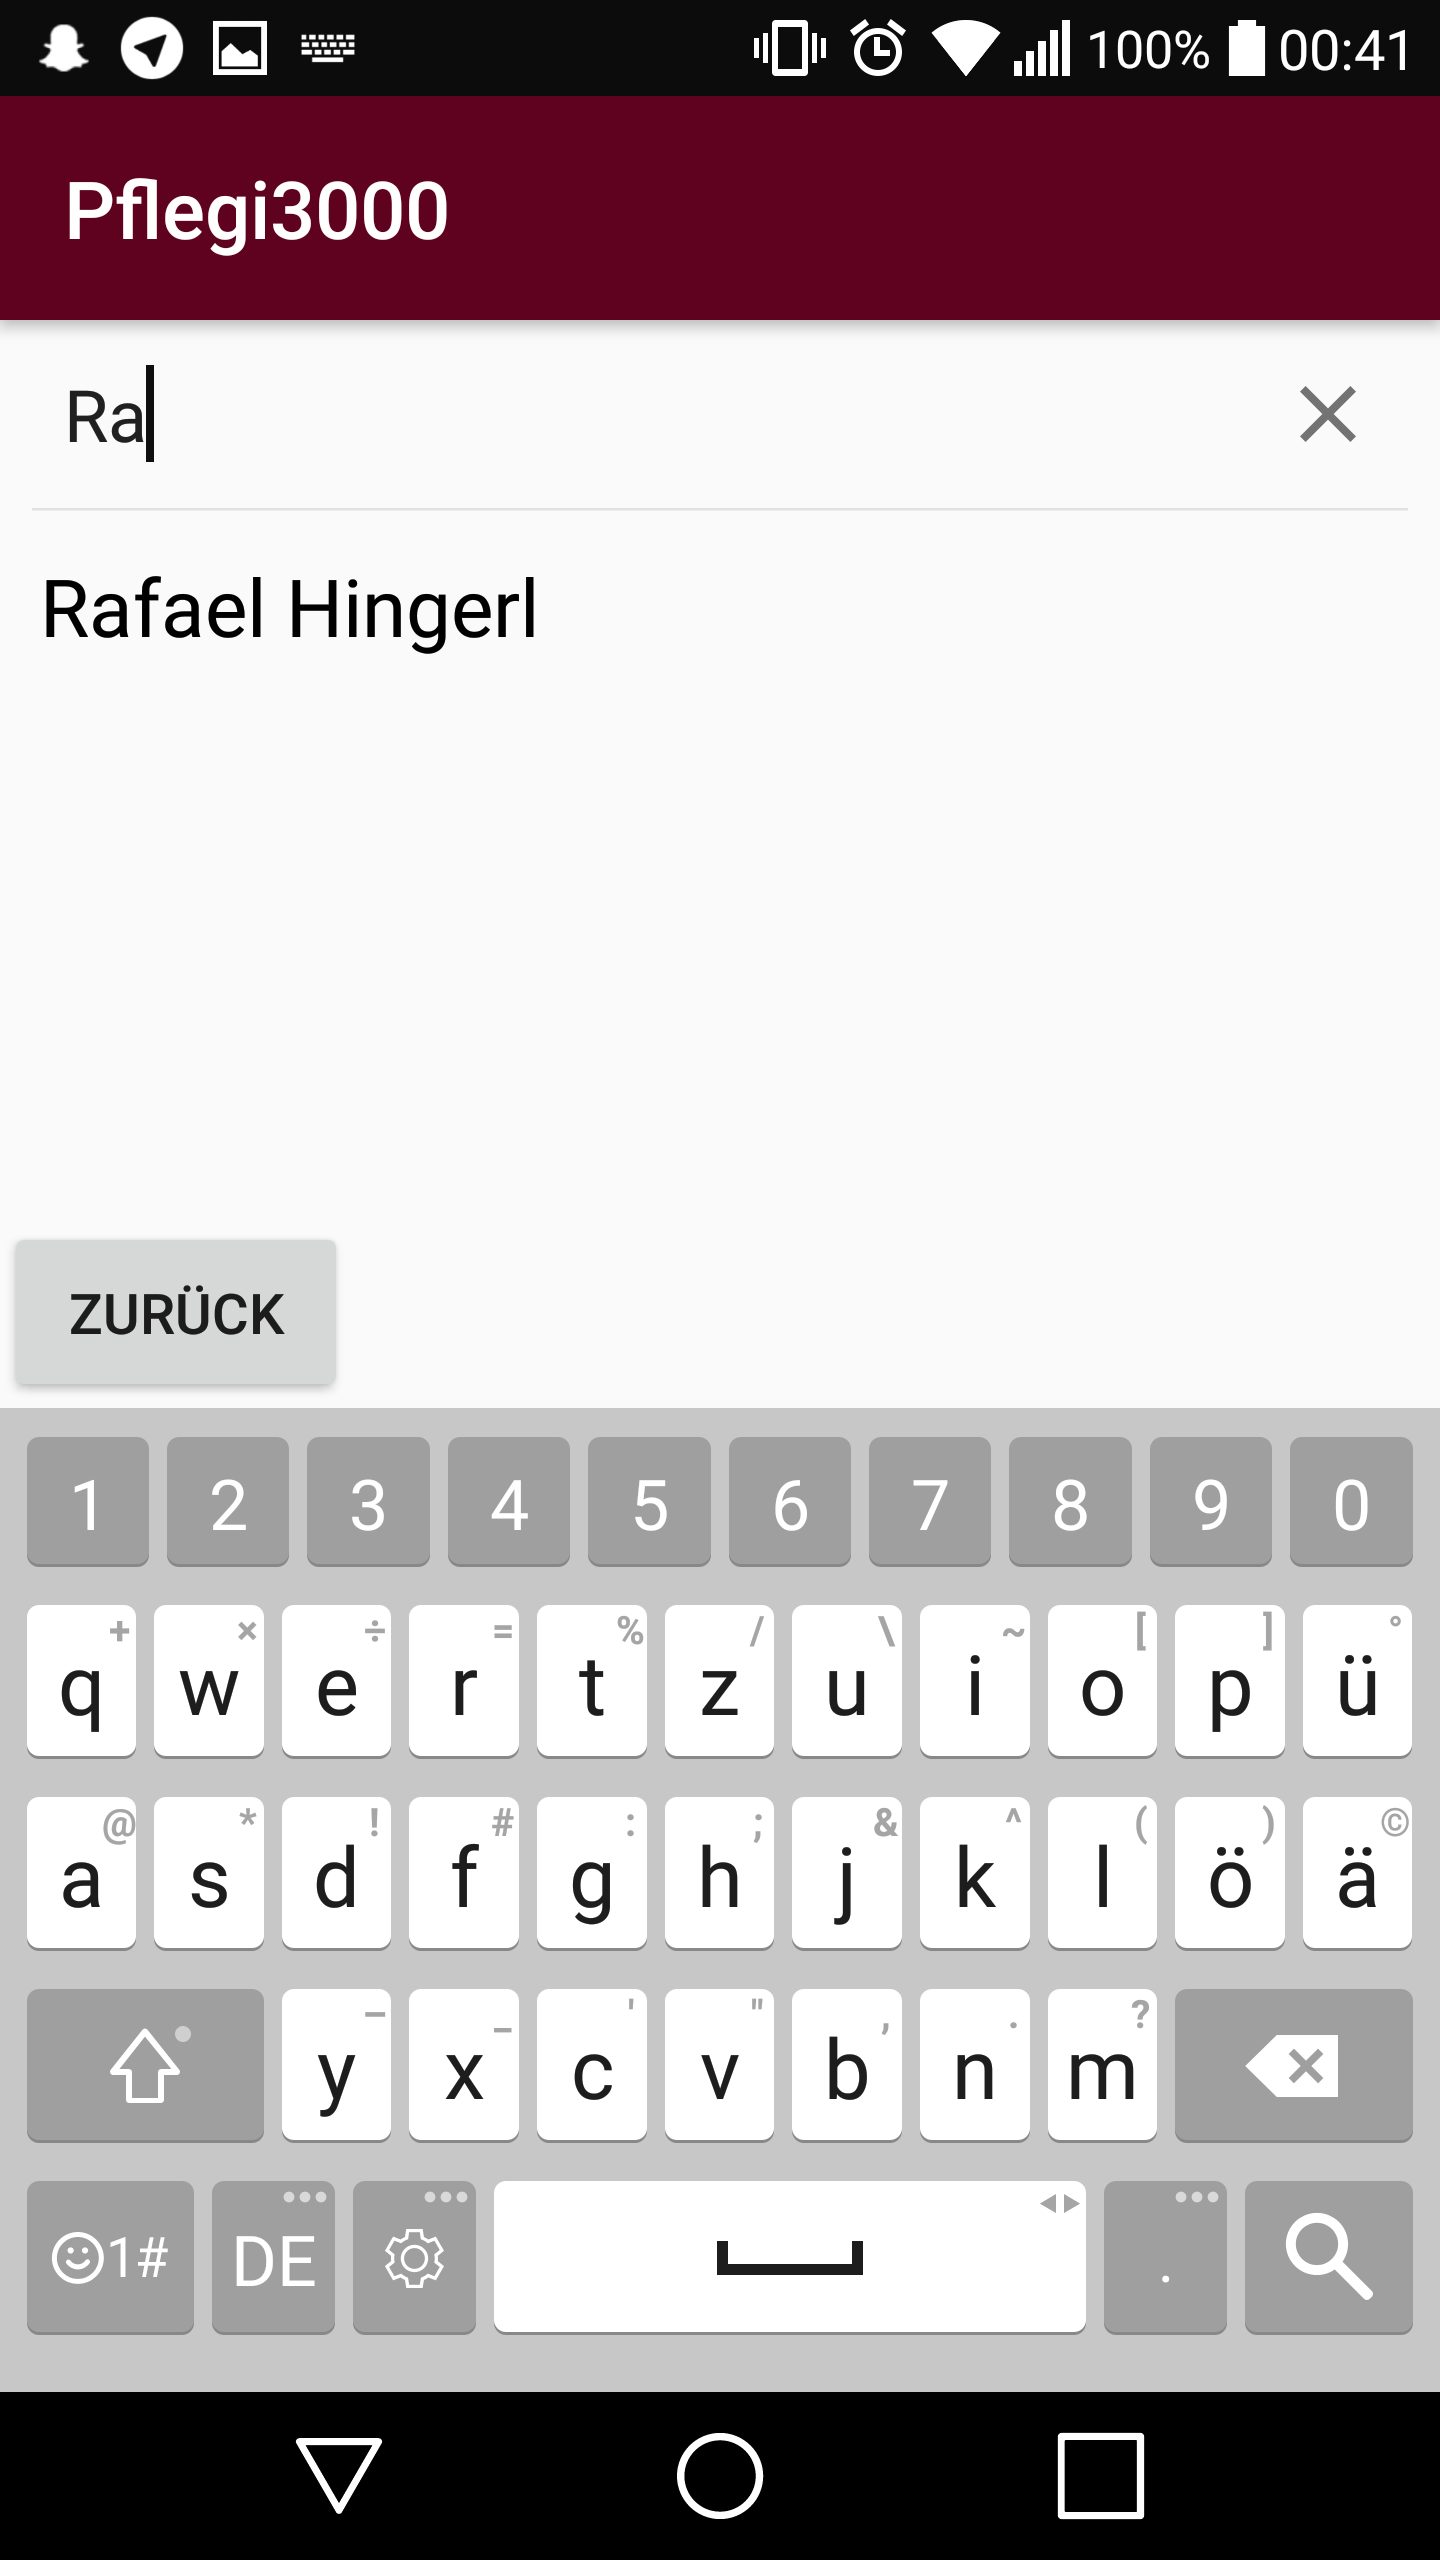 100% 00:41
Pflegi3000
Ra
Rafael Hingerl
ZURÜCK
1 2 3 4 5 6 7 8 9 0
+ × ÷ = % / \ ~ [ ] °
q w e r t z u i o p ü
@ * ! # : ; & ^ ( ) ©
a s d f g h j k l ö ä
– _ ' " , . ?
y x c v b n m
1# DE .